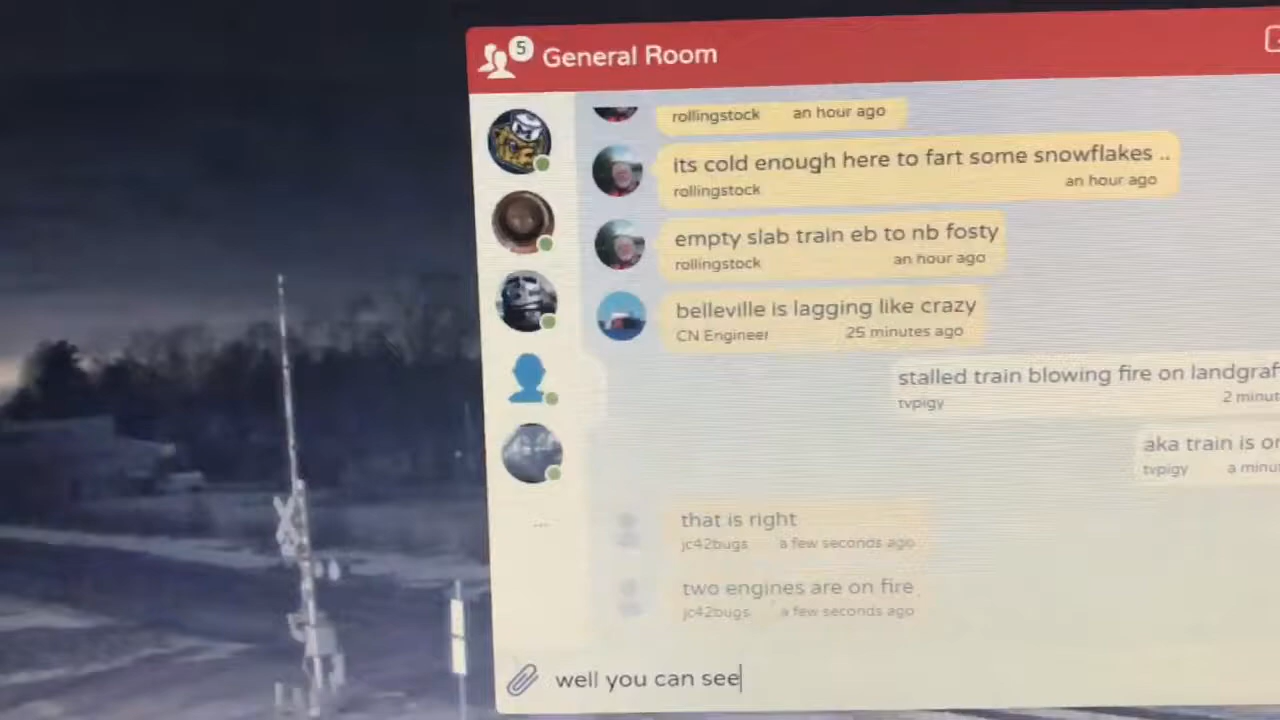 5
General Room
rollingstock an hour ago
its cold enough here to fart some snowflakes ..
rollingstock an hour ago
empty slab train eb to nb fosty
rollingstock an hour ago
belleville is lagging like crazy
CN Engineer 25 minutes ago
stalled train blowing fire on
tvpigy 2
aka train is
tvpigy a
that is right
jc42bugs a few seconds ago
two engines are on fire
jc42bugs a few seconds ago
well you can see